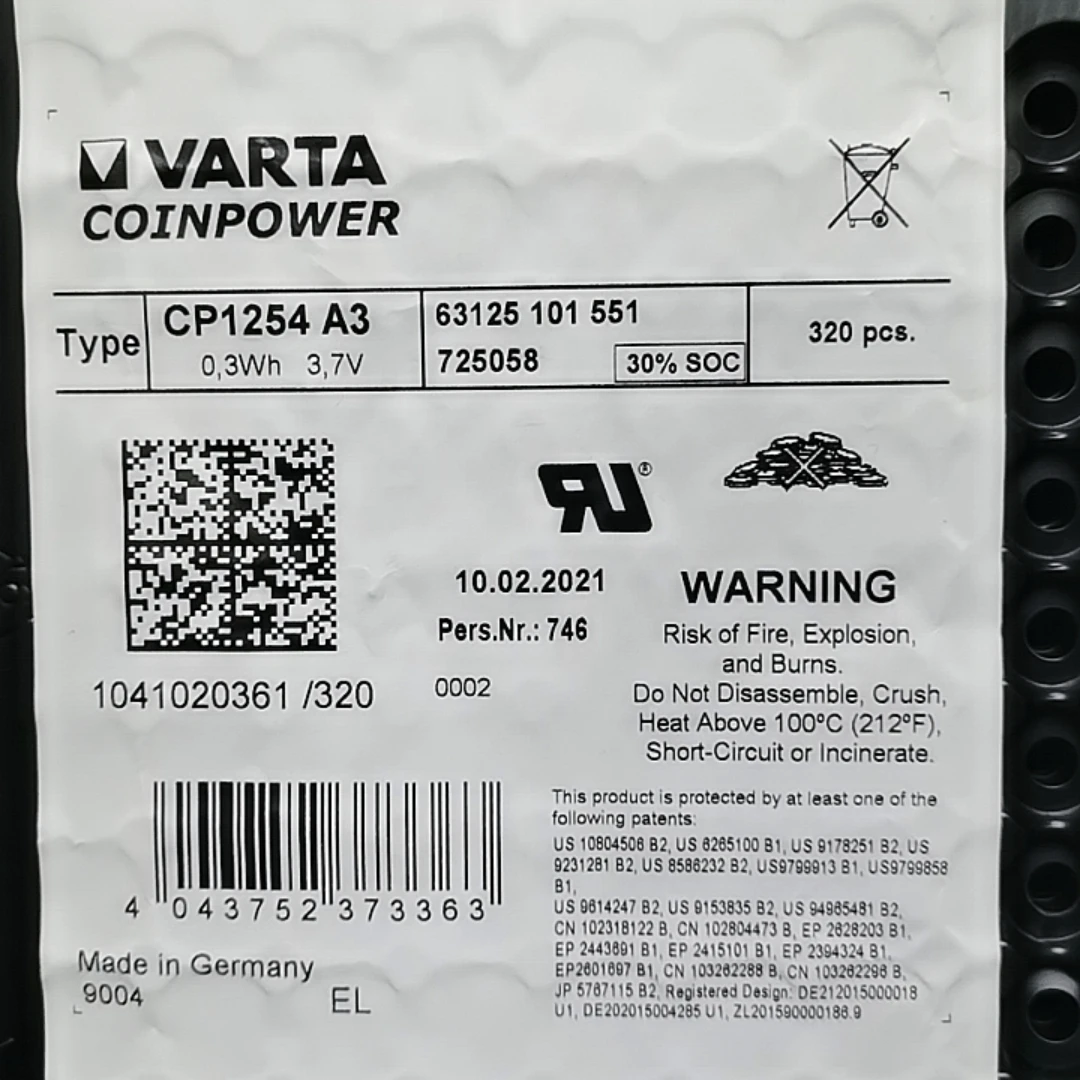 VARTA
COINPOWER
Type
CP1254 A3
0,3Wh 3,7V
63125 101 551
725058
30% SOC
320 pcs.
10.02.2021
Pers.Nr.: 746
0002
1041020361 /320
WARNING
Risk of Fire, Explosion,
and Burns.
Do Not Disassemble, Crush,
Heat Above 100ºC (212ºF),
Short-Circuit or Incinerate.
4 043752 373363
Made in Germany
9004
EL
This product is protected by at least one of the
following patents:
US 10804506 B2, US 8265100 B1, US 9178251 B2, US
9231281 B2, US 8586232 B2, US9799913 B1, US9799858
B1,
US 9614247 B2, US 9153835 B2, US 94965481 B2,
CN 102318122 B, CN 102804473 B, EP 2628203 B1,
EP 2443691 B1, EP 2415101 B1, EP 2394324 B1,
EP2601697 B1, CN 103262288 B, CN 103262296 B,
JP 5767115 B2, Registered Design: DE212015000018
U1, DE202015004285 U1, ZL201590000186.9